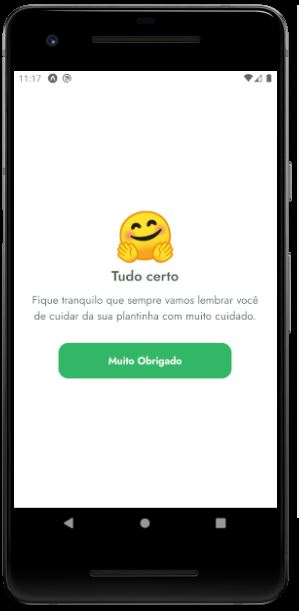 11:17
Tudo certo
Fique tranquilo que sempre vamos lembrar você
de cuidar da sua plantinha com muito cuidado.
Muito Obrigado